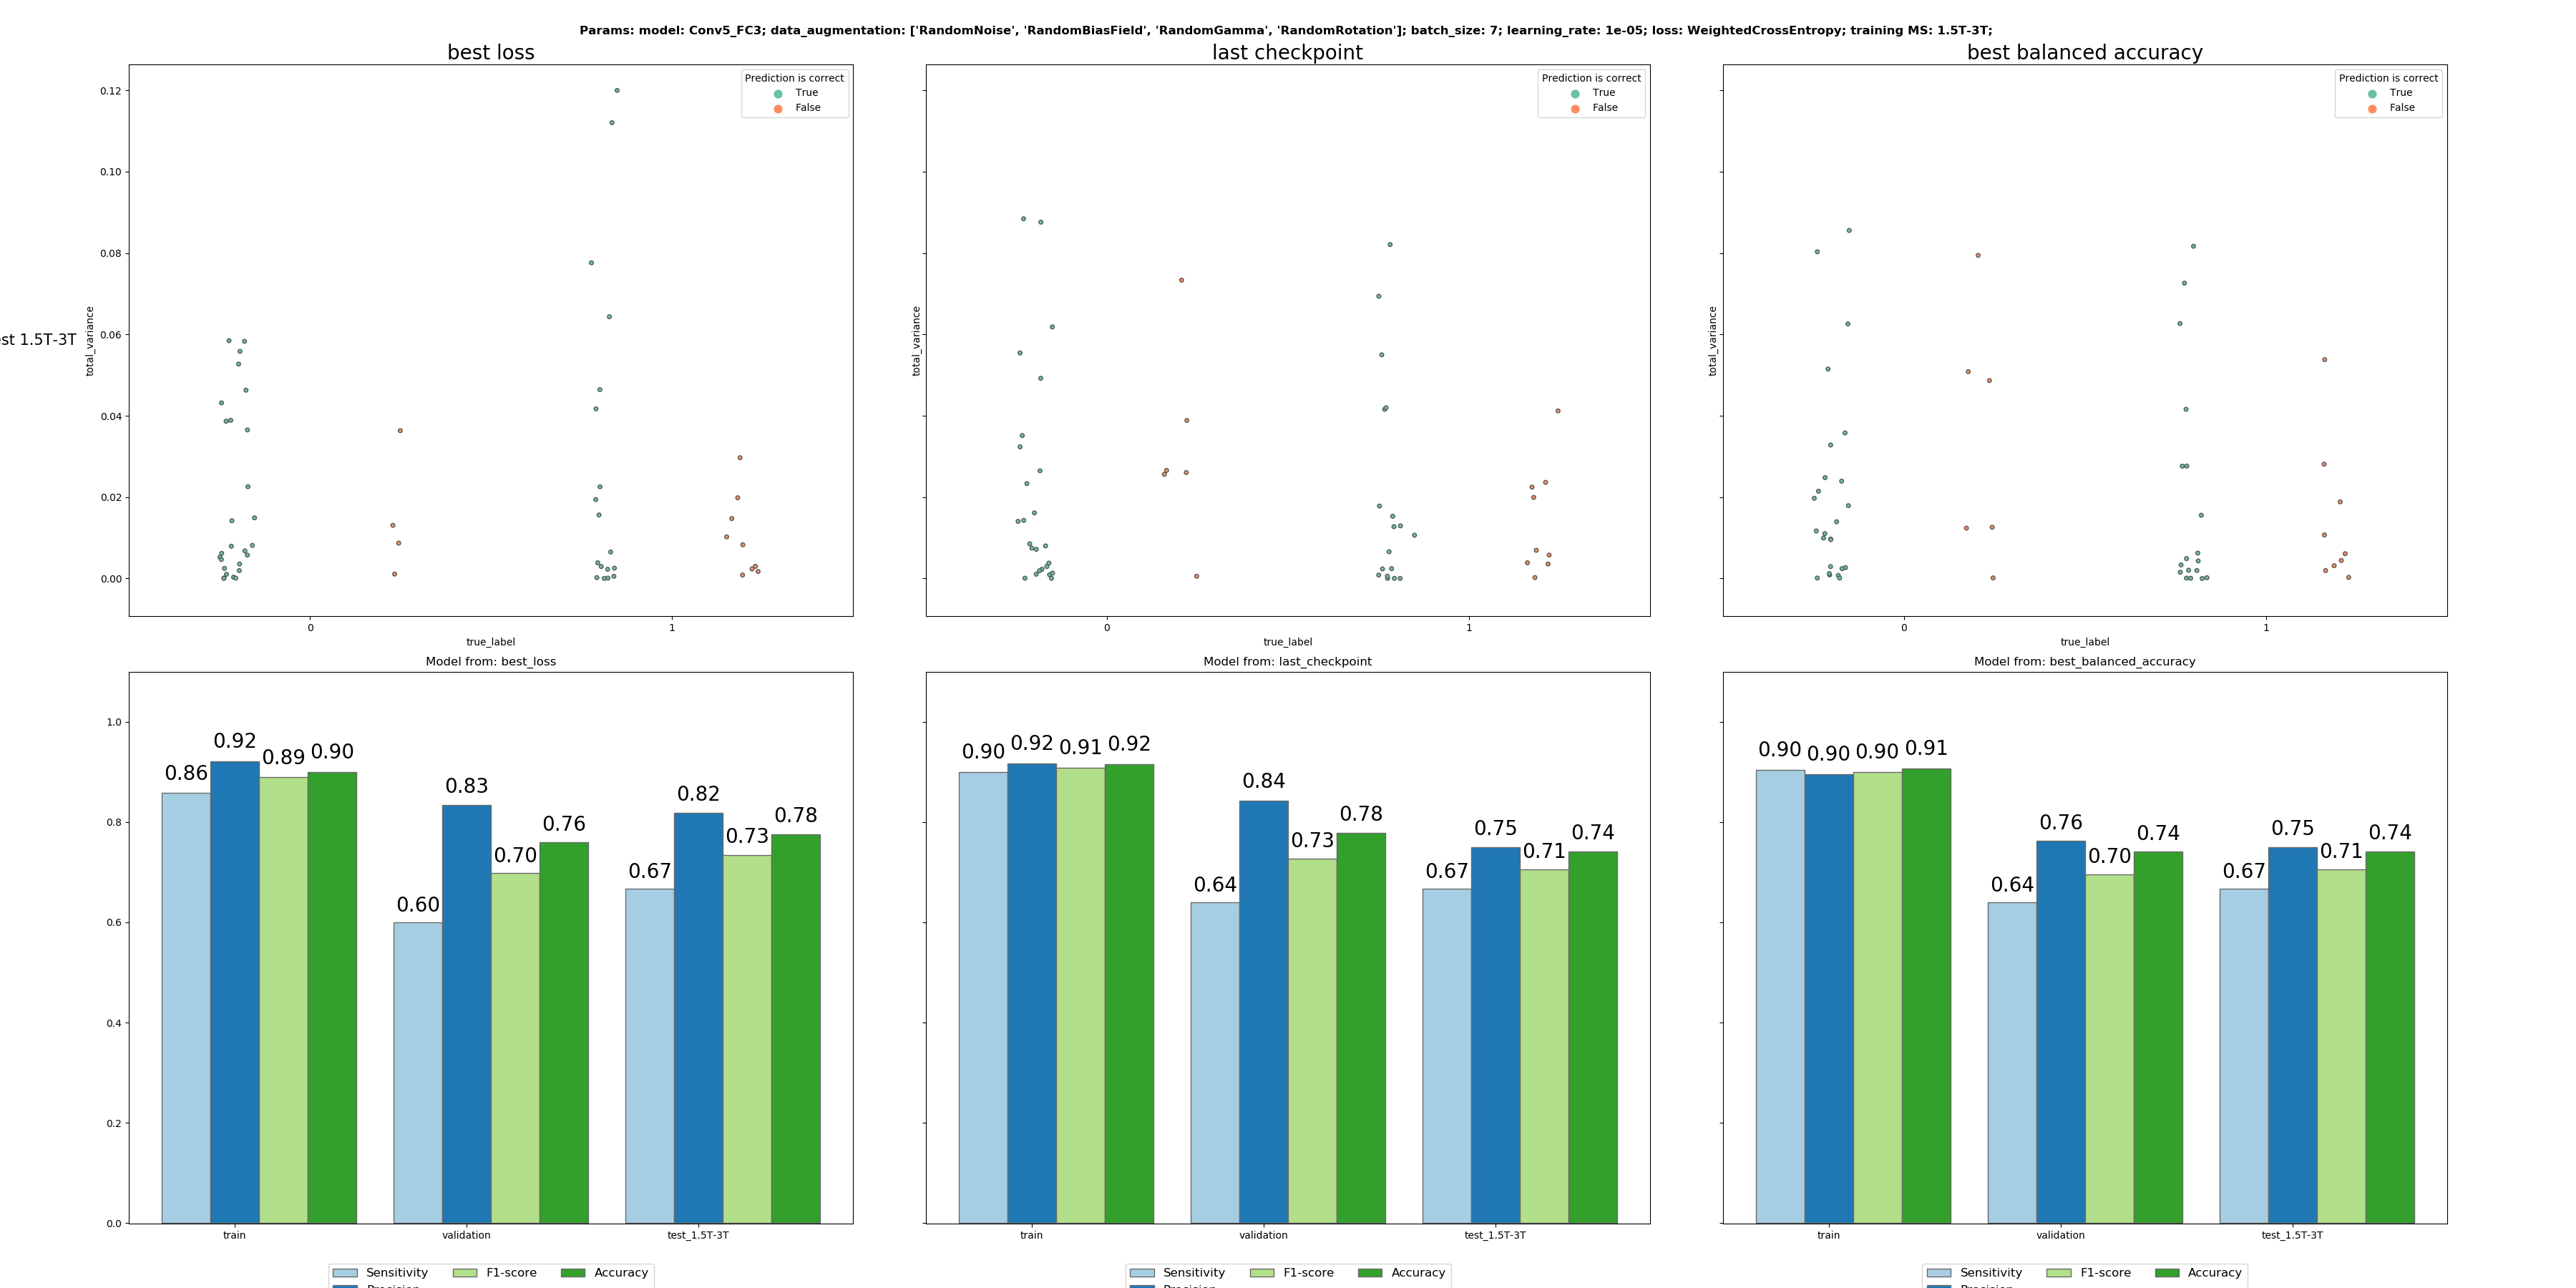 Params: model: Conv5_FC3; data_augmentation: ['RandomNoise', 'RandomBiasField', 'RandomGamma', 'RandomRotation']; batch_size: 7; learning_rate: 1e-05; loss: WeightedCrossEntropy; training MS: 1.5T-3T;
best loss
last checkpoint
best balanced accuracy
est 1.5T-3T
total_variance
0.12
0.10
0.08
0.06
0.04
0.02
0.00
Prediction is correct
True
False
0 1
true_label
total_variance
Prediction is correct
True
False
0 1
true_label
total_variance
Prediction is correct
True
False
0 1
true_label
Model from: best_loss
1.0
0.8
0.6
0.4
0.2
0.0
0.86 0.92 0.89 0.90
0.60 0.83 0.70 0.76
0.67 0.82 0.73 0.78
train validation test_1.5T-3T
Sensitivity F1-score Accuracy
Precision
Model from: last_checkpoint
0.90 0.92 0.91 0.92
0.64 0.84 0.73 0.78
0.67 0.75 0.71 0.74
train validation test_1.5T-3T
Sensitivity F1-score Accuracy
Precision
Model from: best_balanced_accuracy
0.90 0.90 0.90 0.91
0.64 0.76 0.70 0.74
0.67 0.75 0.71 0.74
train validation test_1.5T-3T
Sensitivity F1-score Accuracy
Precision